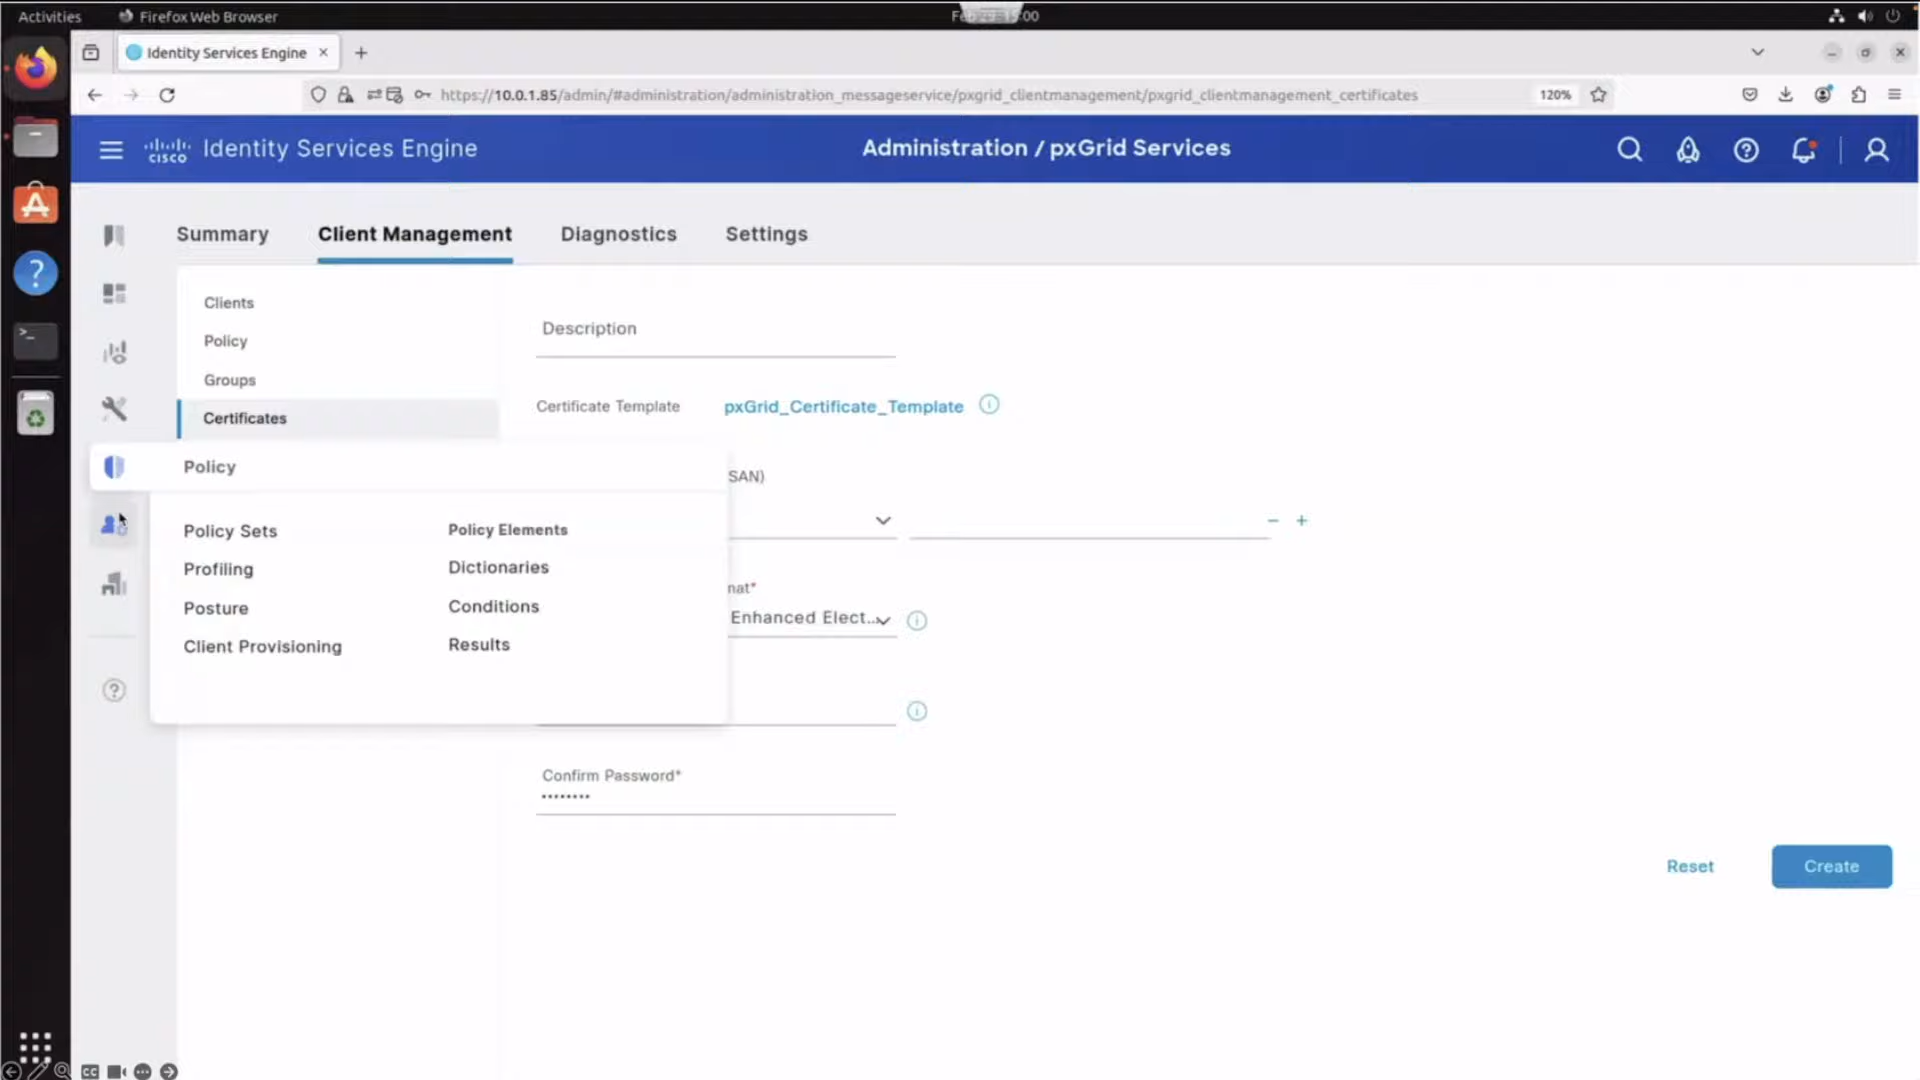 Activities
Firefox Web Browser
Identity Services Engine
https://10.0.1.85/admin/#administration/administration_messageservice/pxgrid_clientmanagement/pxgrid_clientmanagement_certificates
120%
cisco
Identity Services Engine
Administration / pxGrid Services
Summary
Client Management
Diagnostics
Settings
Clients
Policy
Groups
Certificates
Description
Certificate Template
pxGrid_Certificate_Template
SAN)
Policy
Policy Sets
Profiling
Posture
Client Provisioning
Policy Elements
Dictionaries
Conditions
Results
nat*
Enhanced Elect...
Confirm Password*
••••••••
Reset
Create
CC